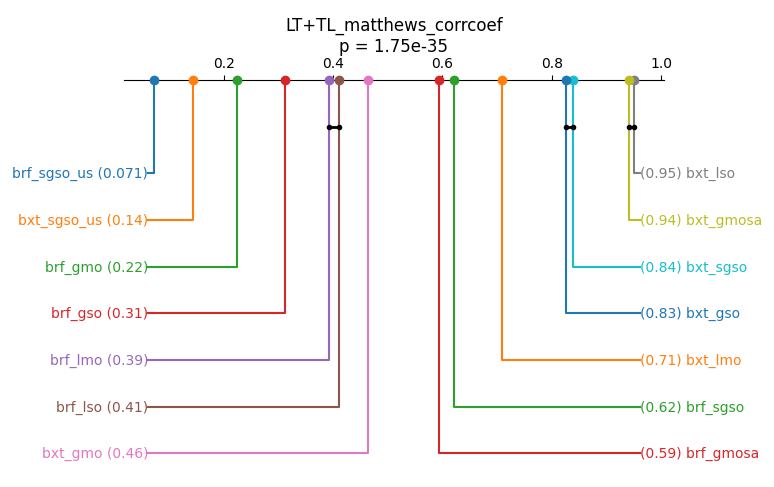 LT+TL_matthews_corrcoef
p = 1.75e-35
0.2 0.4 0.6 0.8 1.0
brf_sgso_us (0.071) (0.95) bxt_lso
bxt_sgso_us (0.14) (0.94) bxt_gmosa
brf_gmo (0.22) (0.84) bxt_sgso
brf_gso (0.31) (0.83) bxt_gso
brf_lmo (0.39) (0.71) bxt_lmo
brf_lso (0.41) (0.62) brf_sgso
bxt_gmo (0.46) (0.59) brf_gmosa